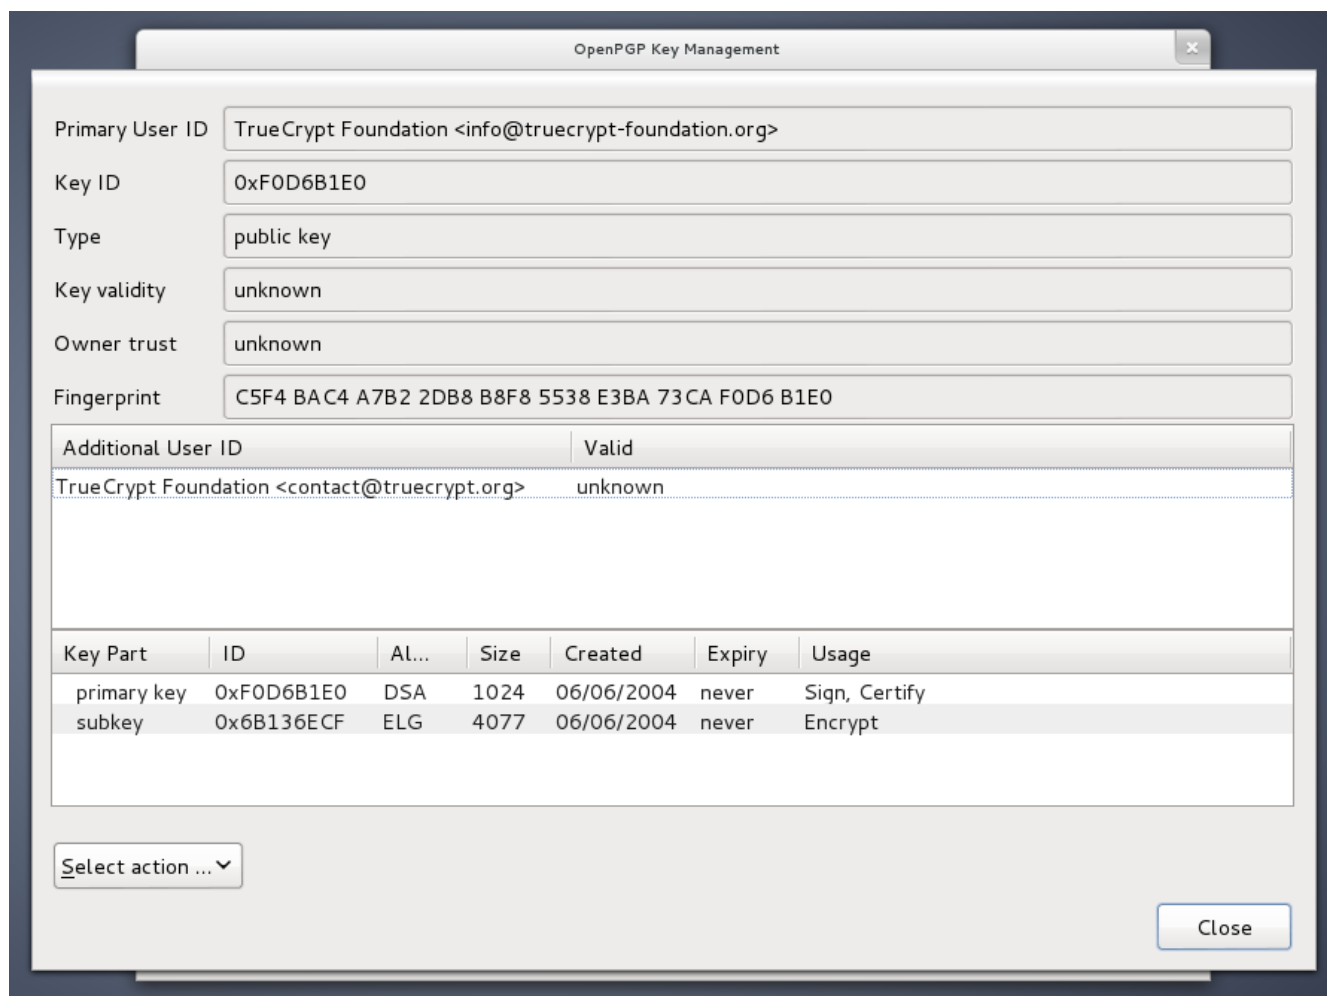 OpenPGP Key Management
Primary User ID TrueCrypt Foundation <info@truecrypt-foundation.org>
Key ID 0xF0D6B1E0
Type public key
Key validity unknown
Owner trust unknown
Fingerprint C5F4 BAC4 A7B2 2DB8 B8F8 5538 E3BA 73CA F0D6 B1E0
Additional User ID Valid
TrueCrypt Foundation <contact@truecrypt.org> unknown
Key Part ID Al... Size Created Expiry Usage
primary key 0xF0D6B1E0 DSA 1024 06/06/2004 never Sign, Certify
subkey 0x6B136ECF ELG 4077 06/06/2004 never Encrypt
Select action ...
Close